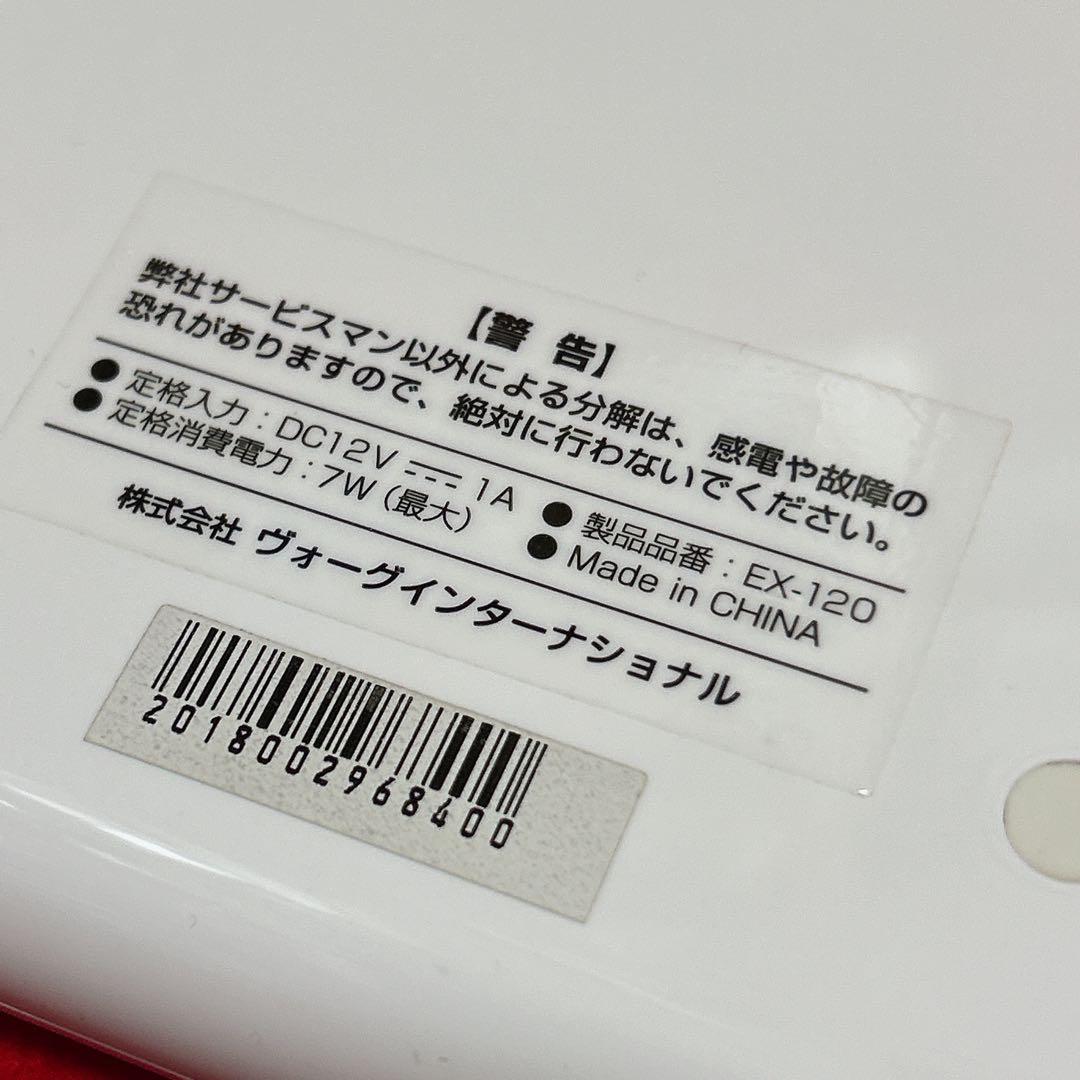 【警 告】
弊社サービスマン以外による分解は、感電や故障の
恐れがありますので、絶対に行わないでください。
● 定格入力 : DC12V ⎓ 1A ● 製品品番 : EX-120
● 定格消費電力 : 7W (最大) ● Made in CHINA
株式会社 ヴォーグインターナショナル
2018002968400